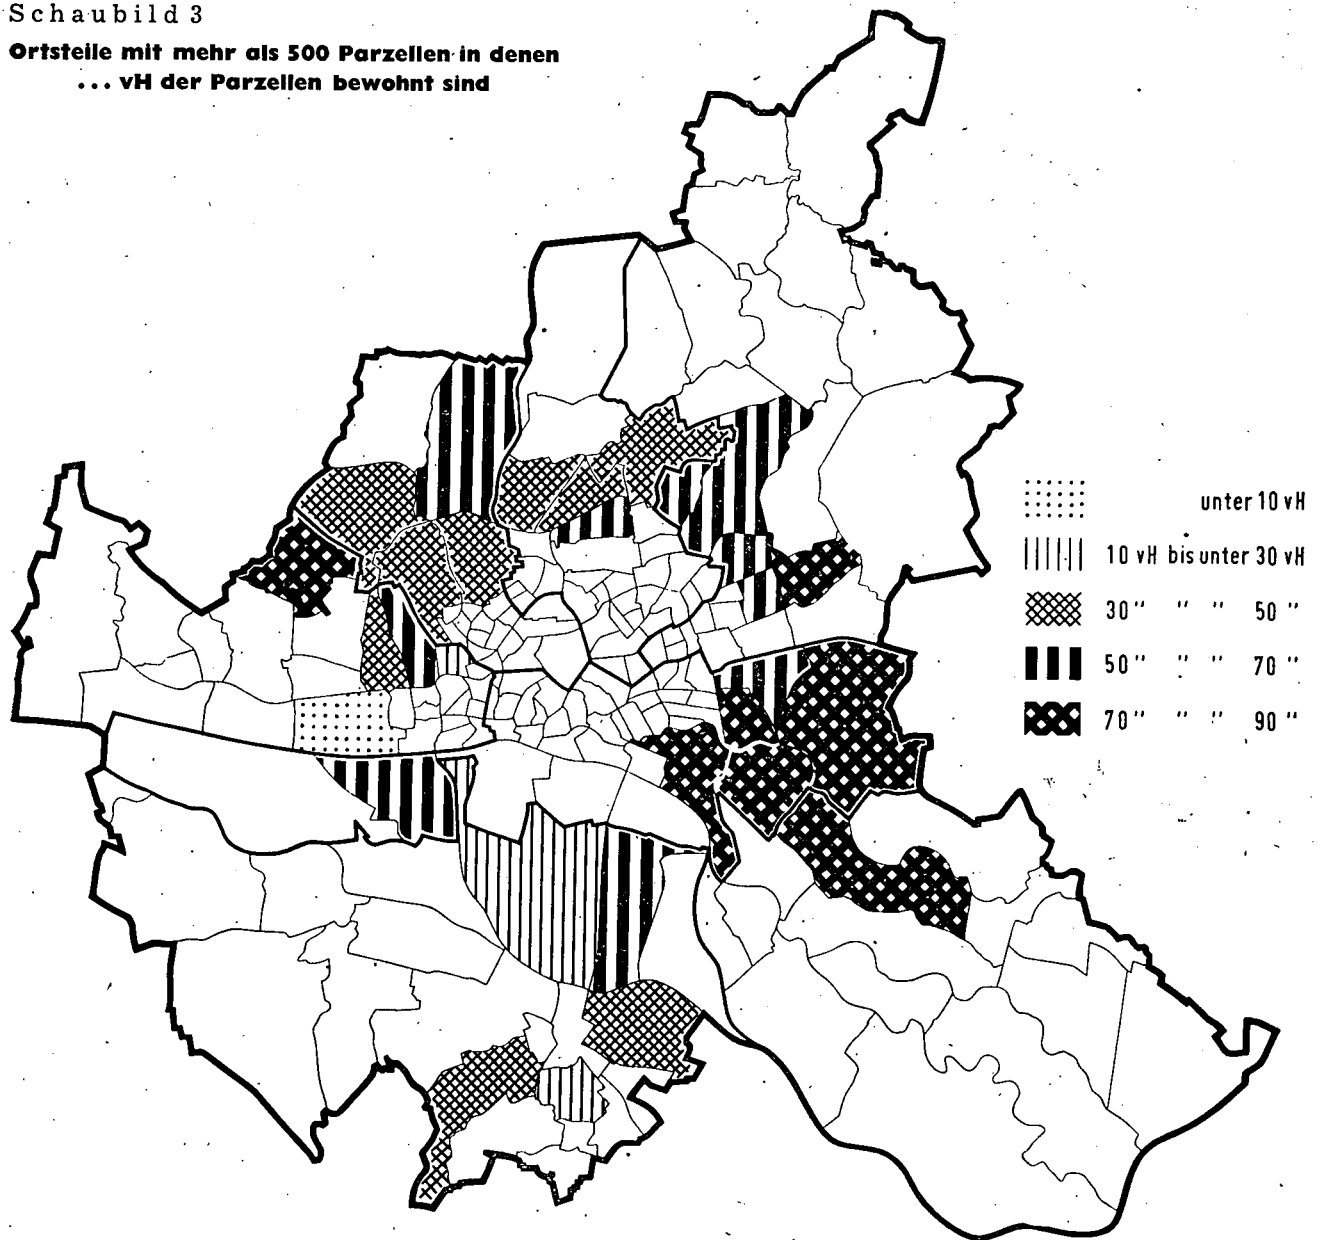 Schaubild 3
Ortsteile mit mehr als 500 Parzellen in denen
... vH der Parzellen bewohnt sind
unter 10 vH
10 vH bis unter 30 vH
30 " " " 50 "
50 " " " 70 "
70 " " " 90 "